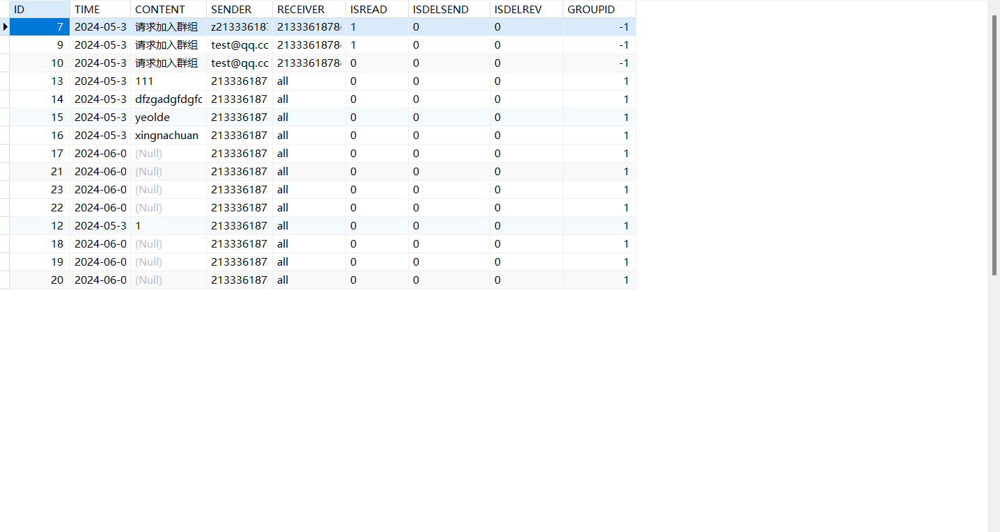 ID TIME CONTENT SENDER RECEIVER ISREAD ISDELSEND ISDELREV GROUPID
7 2024-05-3 请求加入群组 z21333618 2133361878 1 0 0 -1
9 2024-05-3 请求加入群组 test@qq.cc 2133361878 1 0 0 -1
10 2024-05-3 请求加入群组 test@qq.cc 2133361878 0 0 0 -1
13 2024-05-3 111 213336187 all 0 0 0 1
14 2024-05-3 dfzgadgfdgfc 213336187 all 0 0 0 1
15 2024-05-3 yeolde 213336187 all 0 0 0 1
16 2024-05-3 xingnachuan 213336187 all 0 0 0 1
17 2024-06-0 (Null) 213336187 all 0 0 0 1
21 2024-06-0 (Null) 213336187 all 0 0 0 1
23 2024-06-0 (Null) 213336187 all 0 0 0 1
22 2024-06-0 (Null) 213336187 all 0 0 0 1
12 2024-05-3 1 213336187 all 0 0 0 1
18 2024-06-0 (Null) 213336187 all 0 0 0 1
19 2024-06-0 (Null) 213336187 all 0 0 0 1
20 2024-06-0 (Null) 213336187 all 0 0 0 1